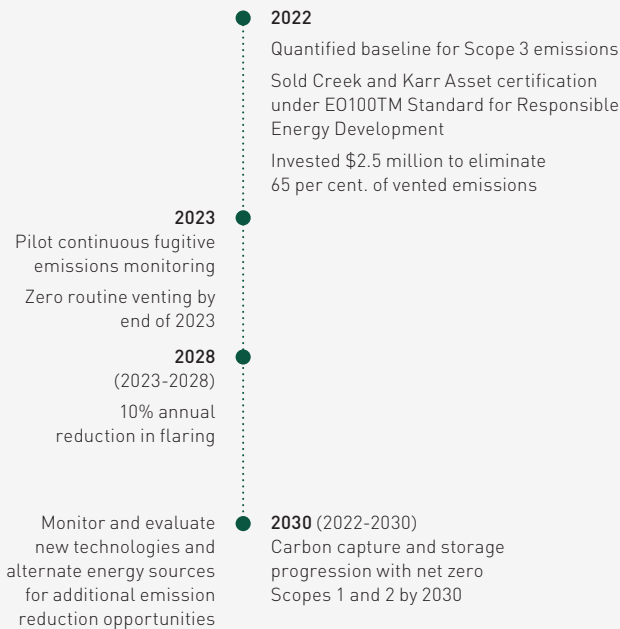 2022
Quantified baseline for Scope 3 emissions
Sold Creek and Karr Asset certification
under EO100TM Standard for Responsible
Energy Development
Invested $2.5 million to eliminate
65 per cent. of vented emissions
2023
Pilot continuous fugitive
emissions monitoring
Zero routine venting by
end of 2023
2028
(2023-2028)
10% annual
reduction in flaring
Monitor and evaluate
new technologies and
alternate energy sources
for additional emission
reduction opportunities
2030 (2022-2030)
Carbon capture and storage
progression with net zero
Scopes 1 and 2 by 2030